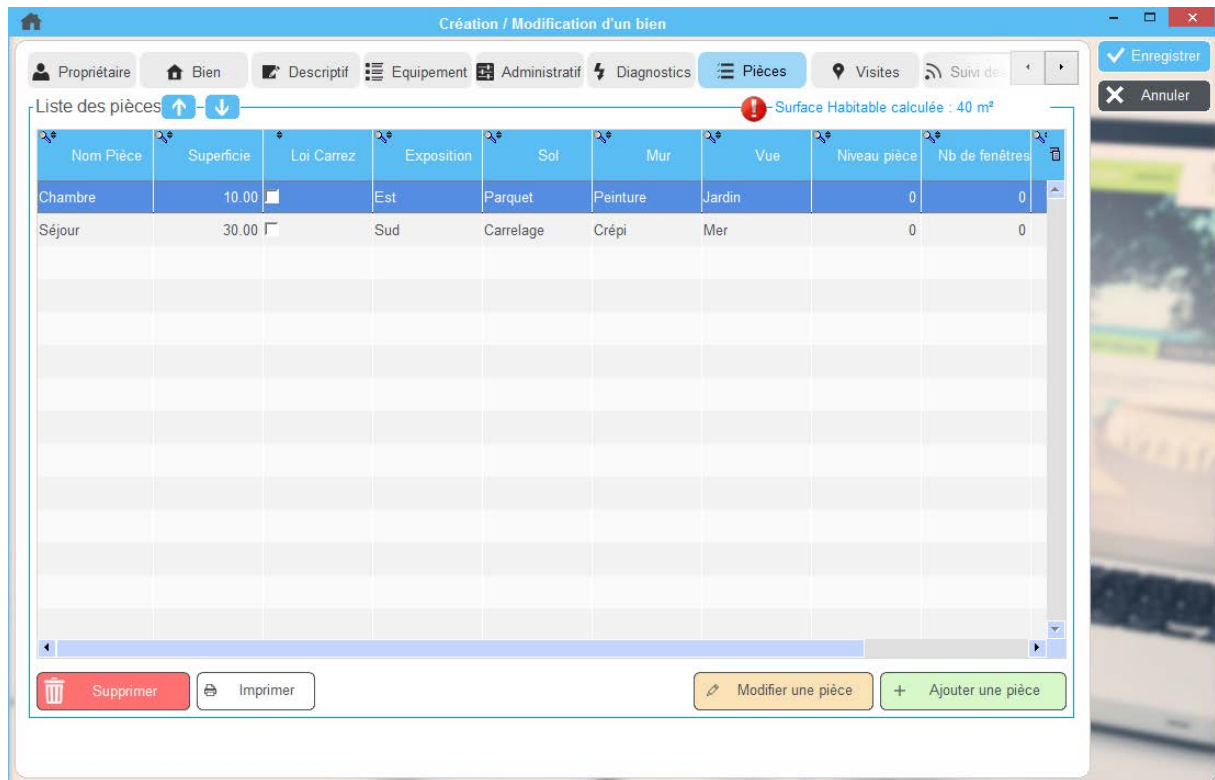 Création / Modification d'un bien
Enregistrer
Annuler
Propriétaire Bien Descriptif Equipement Administratif Diagnostics Pièces Visites Suivi de
Liste des pièces Surface Habitable calculée : 40 m²
Nom Pièce Superficie Loi Carrez Exposition Sol Mur Vue Niveau pièce Nb de fenêtres
Chambre 10.00 Est Parquet Peinture Jardin 0 0
Séjour 30.00 Sud Carrelage Crépi Mer 0 0
Supprimer Imprimer Modifier une pièce + Ajouter une pièce